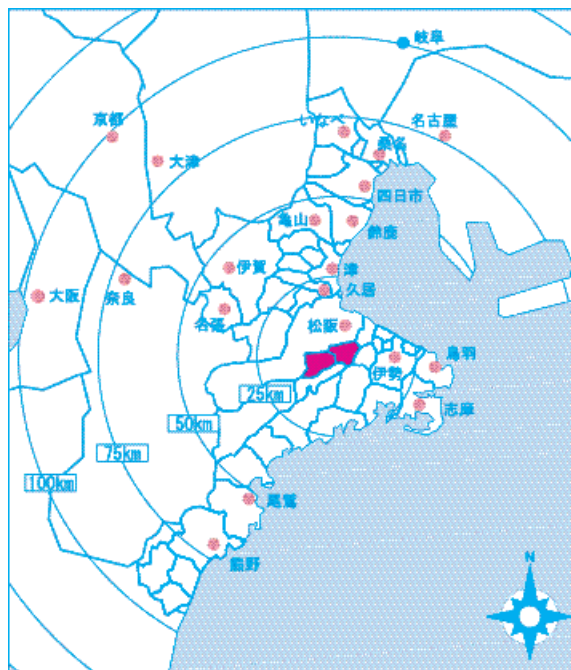 岐阜
いなべ
名古屋
京都
桑名
大津
四日市
亀山
鈴鹿
伊賀
津
大阪
奈良
久居
名張
松阪
鳥羽
伊勢
25km
志摩
50km
75km
100km
尾鷲
熊野
N